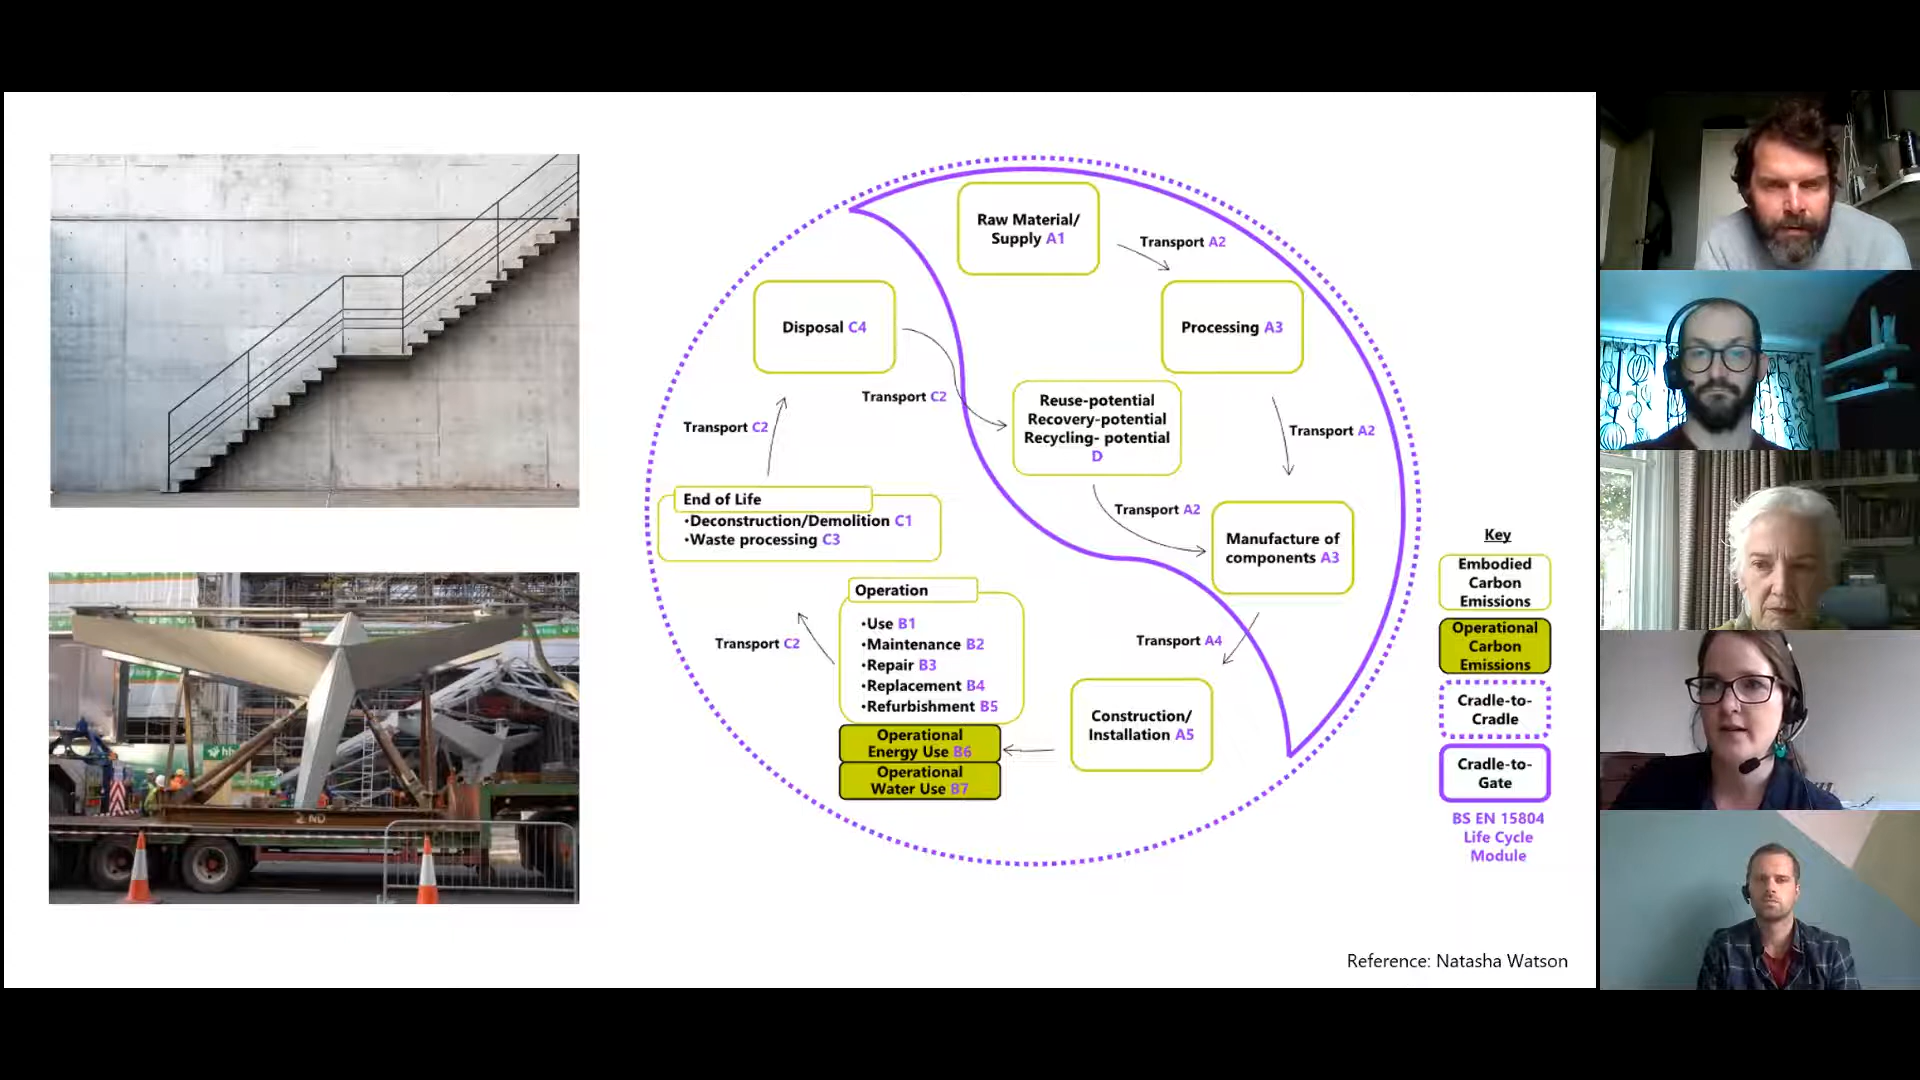 Raw Material/
Supply A1
Transport A2
Disposal C4
Processing A3
Transport C2
Transport C2
Reuse-potential
Recovery-potential
Recycling- potential
D
Transport A2
End of Life
•Deconstruction/Demolition C1
•Waste processing C3
Transport A2
Manufacture of
components A3
Operation
•Use B1
•Maintenance B2
•Repair B3
•Replacement B4
•Refurbishment B5
Transport C2
Transport A4
Construction/
Installation A5
Operational
Energy Use B6
Operational
Water Use B7
Key
Embodied
Carbon
Emissions
Operational
Carbon
Emissions
Cradle-to-
Cradle
Cradle-to-
Gate
BS EN 15804
Life Cycle
Module
2 ND
Reference: Natasha Watson